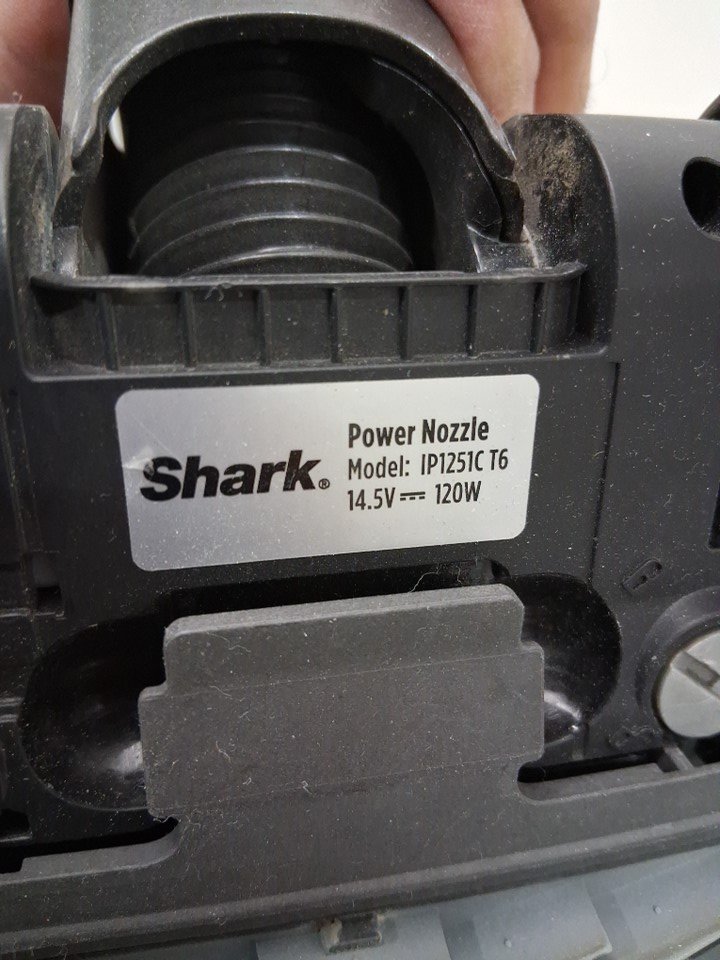 Shark®
Power Nozzle
Model: IP1251C T6
14.5V⎓ 120W